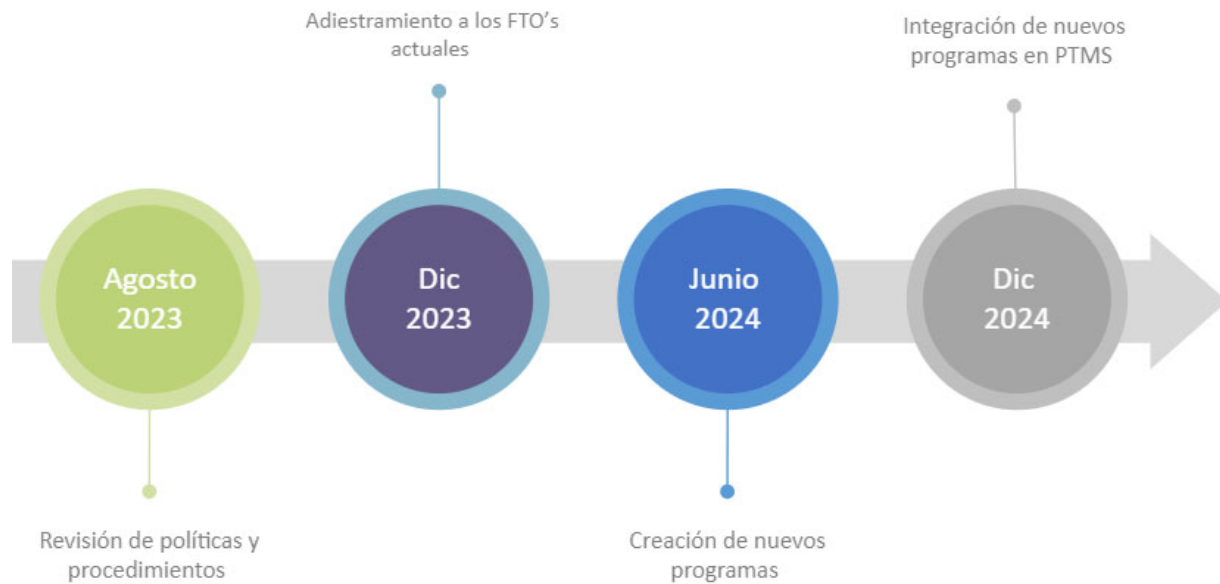 Adiestramiento a los FTO's
actuales
Integración de nuevos
programas en PTMS
Agosto
2023
Dic
2023
Junio
2024
Dic
2024
Revisión de políticas y
procedimientos
Creación de nuevos
programas